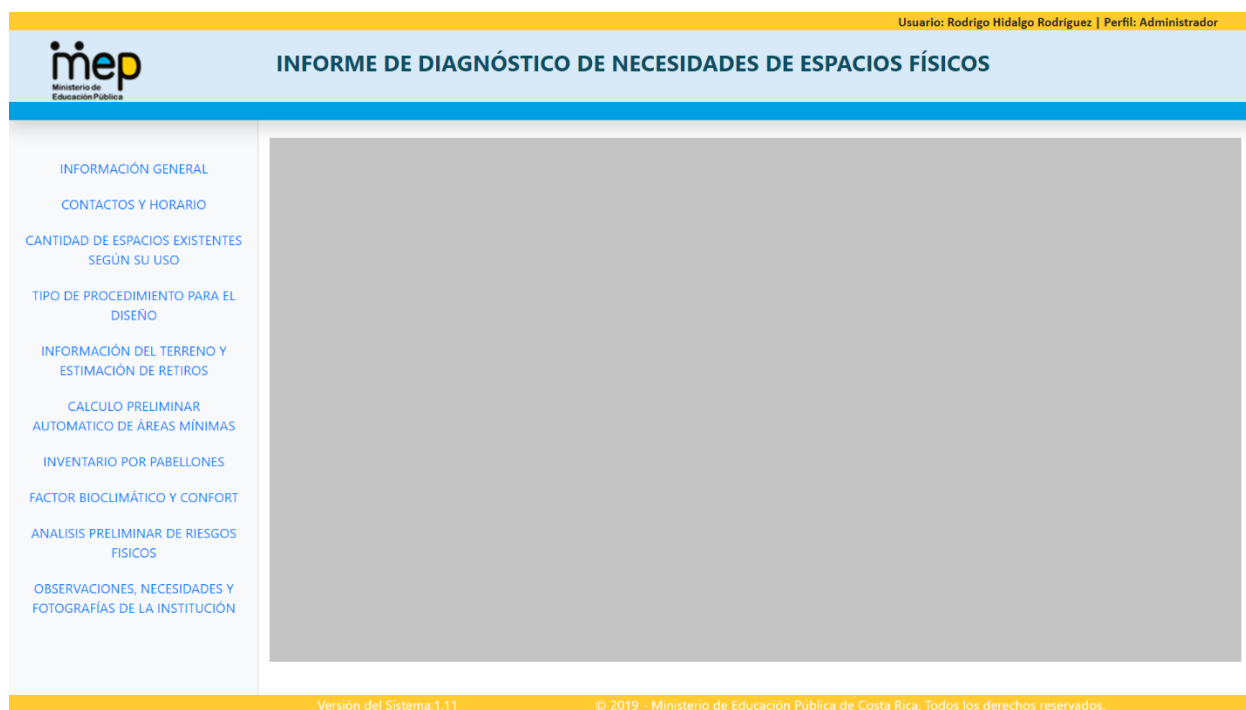 Usuario: Rodrigo Hidalgo Rodríguez | Perfil: Administrador
mep
Ministerio de
Educación Pública
INFORME DE DIAGNÓSTICO DE NECESIDADES DE ESPACIOS FÍSICOS
INFORMACIÓN GENERAL
CONTACTOS Y HORARIO
CANTIDAD DE ESPACIOS EXISTENTES
SEGÚN SU USO
TIPO DE PROCEDIMIENTO PARA EL
DISEÑO
INFORMACIÓN DEL TERRENO Y
ESTIMACIÓN DE RETIROS
CALCULO PRELIMINAR
AUTOMATICO DE ÁREAS MÍNIMAS
INVENTARIO POR PABELLONES
FACTOR BIOCLIMÁTICO Y CONFORT
ANALISIS PRELIMINAR DE RIESGOS
FISICOS
OBSERVACIONES, NECESIDADES Y
FOTOGRAFÍAS DE LA INSTITUCIÓN
Versión del Sistema:1.11
© 2019 - Ministerio de Educación Pública de Costa Rica. Todos los derechos reservados.